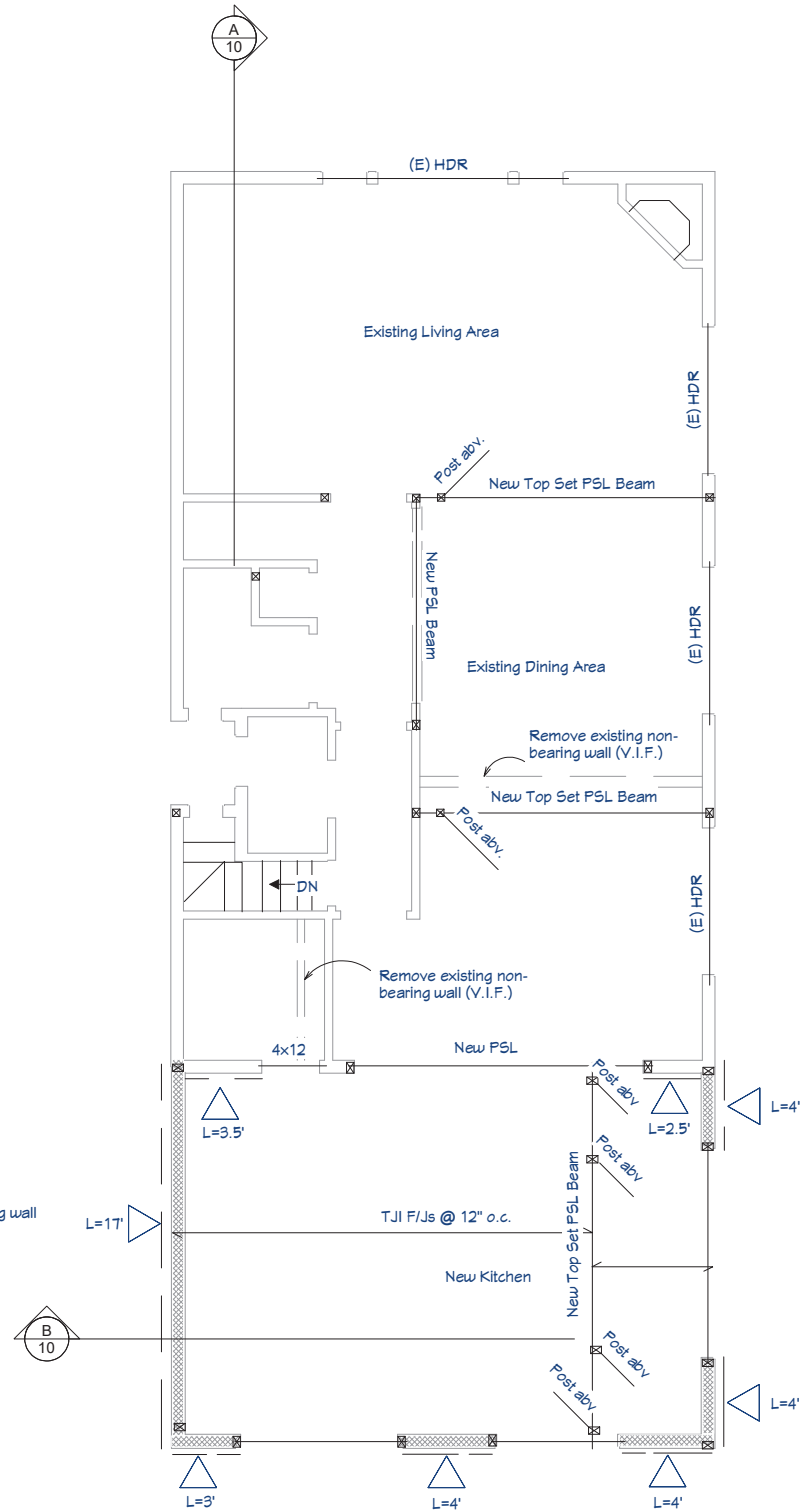 A
10
(E) HDR
Existing Living Area
(E) HDR
Post abv.
New Top Set PSL Beam
New PSL Beam
(E) HDR
Existing Dining Area
Remove existing non-
bearing wall (V.I.F.)
New Top Set PSL Beam
Post abv.
DN
(E) HDR
Remove existing non-
bearing wall (V.I.F.)
4x12
New PSL
Post abv
L=3.5'
L=2.5'
L=4'
Post abv
g wall
L=17'
TJI F/Js @ 12" o.c.
New Top Set PSL Beam
New Kitchen
B
10
Post abv
Post abv
L=4'
L=3'
L=4'
L=4'